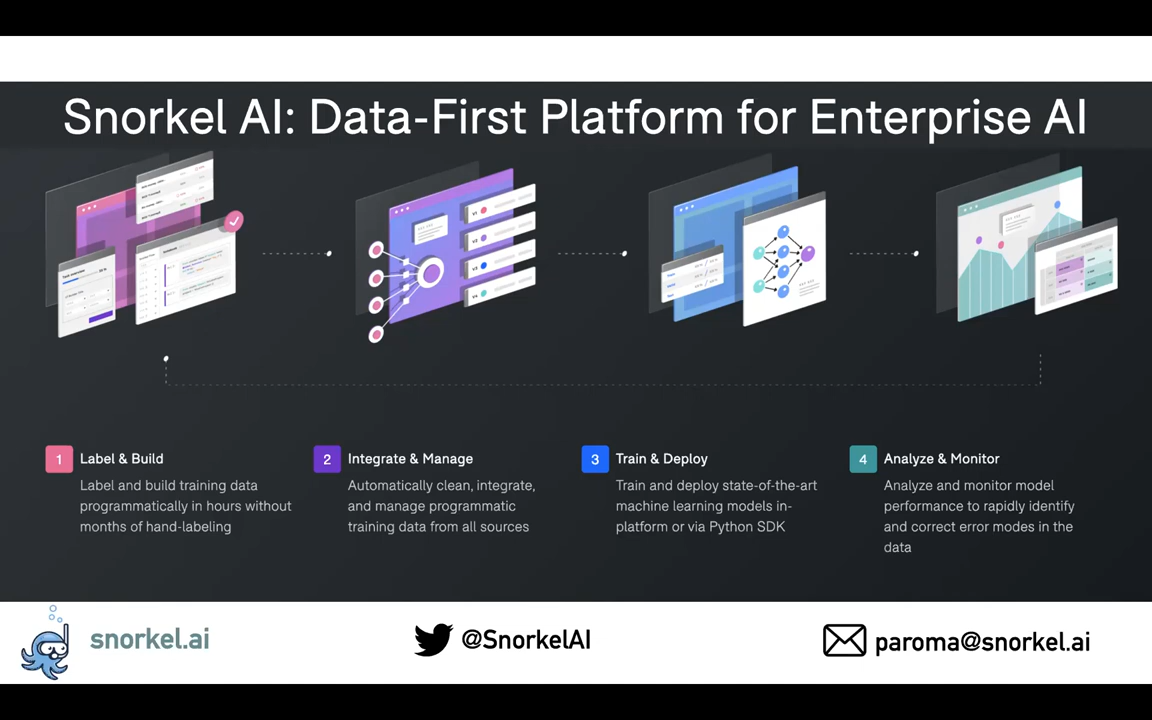 Snorkel AI: Data-First Platform for Enterprise AI
V1
V2
V3
V4
1 Label & Build
Label and build training data
programmatically in hours without
months of hand-labeling
2 Integrate & Manage
Automatically clean, integrate,
and manage programmatic
training data from all sources
3 Train & Deploy
Train and deploy state-of-the-art
machine learning models in-
platform or via Python SDK
4 Analyze & Monitor
Analyze and monitor model
performance to rapidly identify
and correct error modes in the
data
snorkel.ai
@SnorkelAI
paroma@snorkel.ai